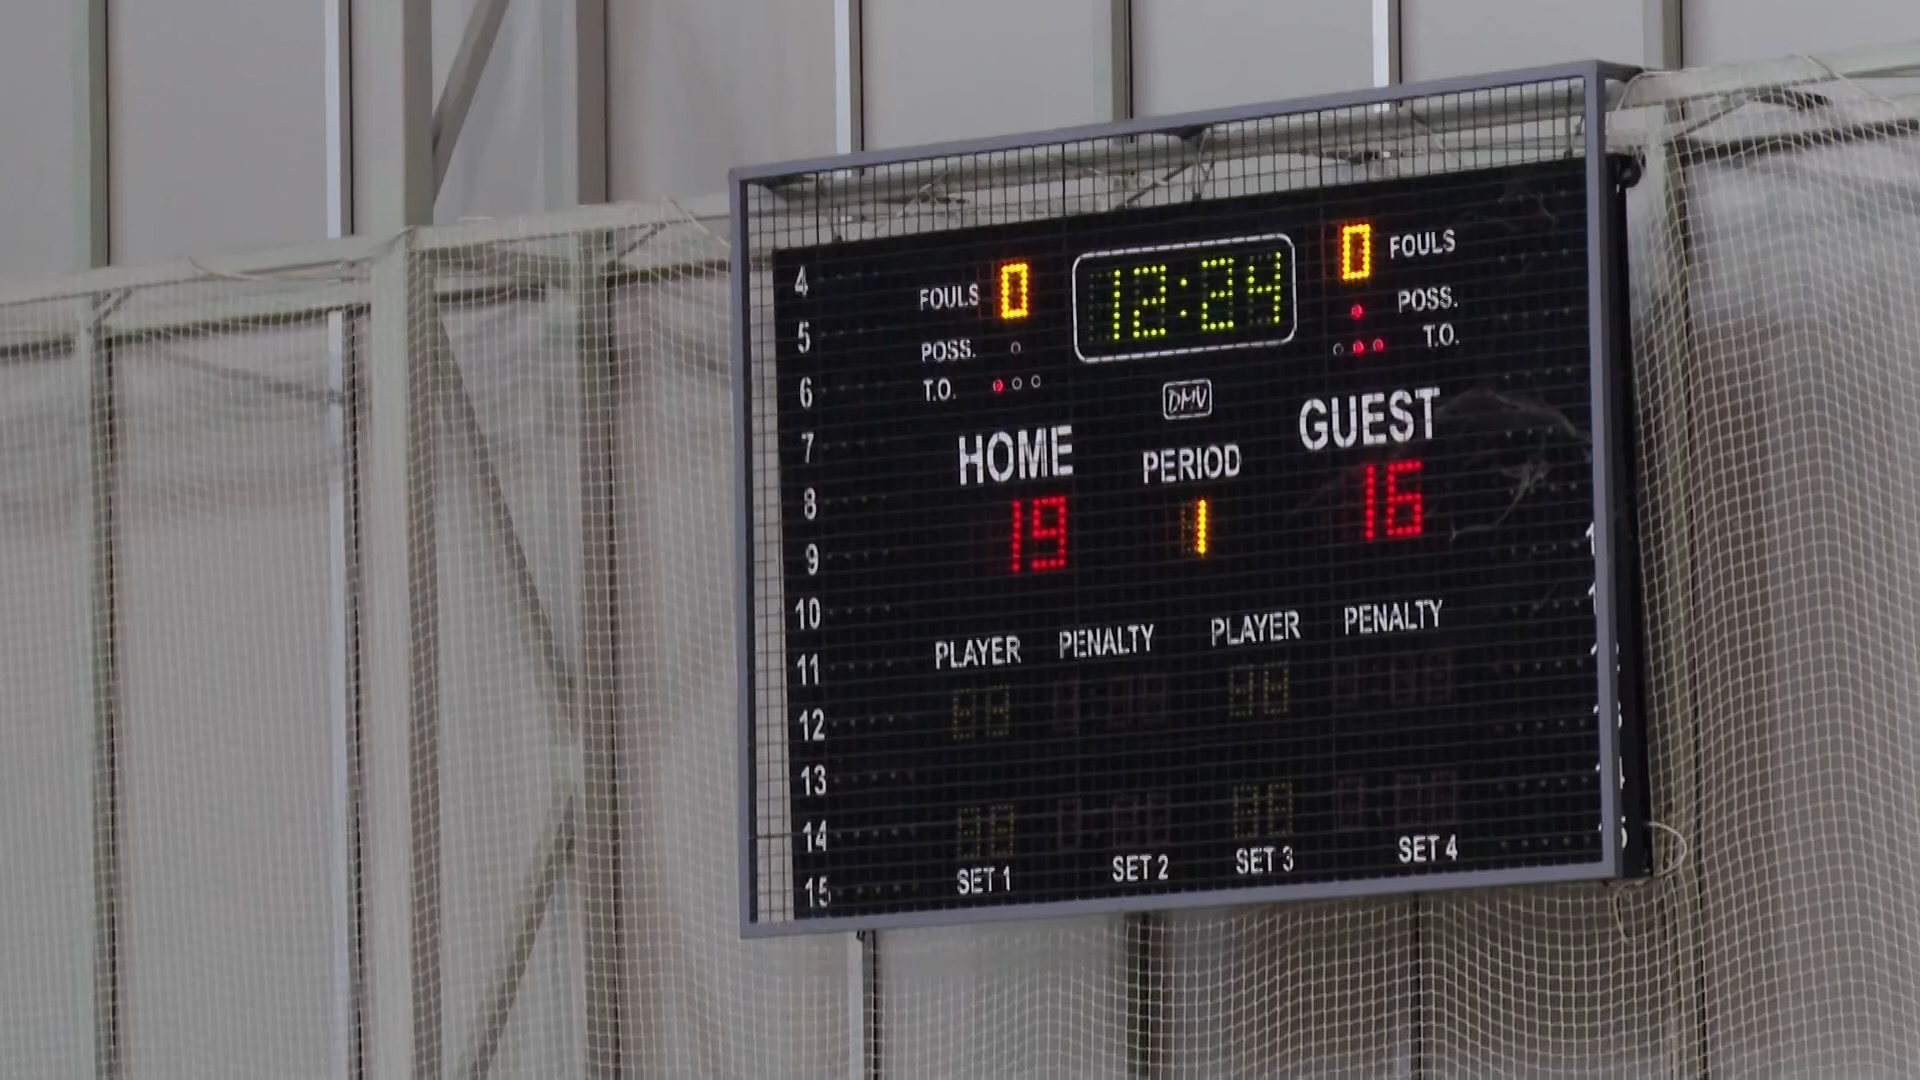 4
FOULS 0 12:24 0 FOULS
5
POSS. POSS.
6 T.O. DMV T.O.
7 HOME PERIOD GUEST
8
19 1 16
9
10
PLAYER PENALTY PLAYER PENALTY
11
12
13
14
SET 1 SET 2 SET 3 SET 4
15